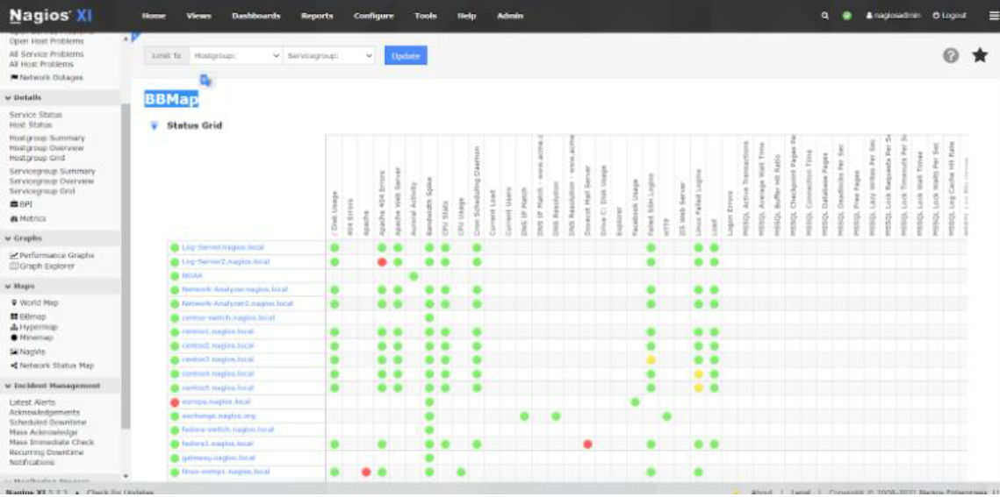 Nagios XI
Home Views Dashboards Reports Configure Tools Help Admin
nagiosadmin Logout
Open Host Problems
All Service Problems
All Host Problems
Network Outages
Details
Service Status
Host Status
Hostgroup Summary
Hostgroup Overview
Hostgroup Grid
Servicegroup Summary
Servicegroup Overview
Servicegroup Grid
BPI
Metrics
Graphs
Performance Graphs
Graph Explorer
Maps
World Map
BBmap
Hypermap
Minemap
NagVis
Network Status Map
Incident Management
Latest Alerts
Acknowledgements
Scheduled Downtime
Mass Acknowledge
Mass Immediate Check
Recurring Downtime
Notifications
Limit To Hostgroup: Servicegroup: Update
BBMap
Status Grid
/ Disk Usage
404 Errors
Apache
Apache 404 Errors
Apache Web Server
Auroral Activity
Bandwidth Spike
CPU Stats
CPU Usage
Cron Scheduling Daemon
Current Load
Current Users
DNS IP Match
DNS IP Match - www.acme.c
DNS Resolution
DNS Resolution - www.acme
Dovecot Mail Server
Drive C: Disk Usage
Explorer
Facebook Usage
Failed SSH Logins
HTTP
IIS Web Server
Linux Failed Logins
Load
Logon Errors
MSSQL Active Transactions
MSSQL Average Wait Time
MSSQL Buffer Hit Ratio
MSSQL Checkpoint Pages Pe
MSSQL Connection Time
MSSQL Database Pages
MSSQL Deadlocks Per Sec
MSSQL Free Pages
MSSQL Lazy Writes Per Sec
MSSQL Lock Requests Per S
MSSQL Lock Timeouts Per S
MSSQL Lock Wait Times
MSSQL Lock Waits Per Sec
MSSQL Log Cache Hit Rate
Log-Server.nagios.local
Log-Server2.nagios.local
NOAA
Network-Analyzer.nagios.local
Network-Analyzer2.nagios.local
centos-switch.nagios.local
centos1.nagios.local
centos2.nagios.local
centos3.nagios.local
centos4.nagios.local
centos5.nagios.local
europa.nagios.local
exchange.nagios.org
fedora-switch.nagios.local
fedora1.nagios.local
gateway.nagios.local
Nagios XI • Check for Updates
About | Legal | Copyright © 2008-2021 Nagios Enterprises